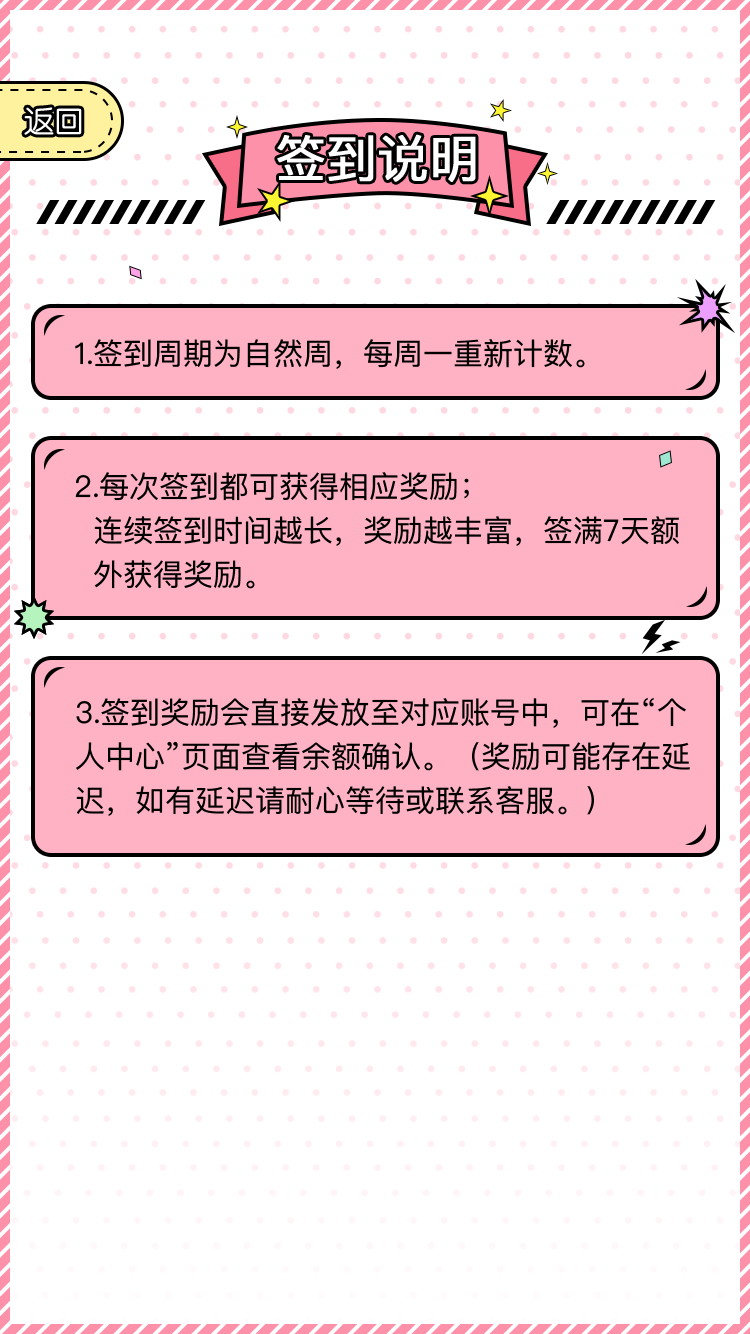 返回
签到说明
1.签到周期为自然周，每周一重新计数。
2.每次签到都可获得相应奖励；
连续签到时间越长，奖励越丰富，签满7天额
外获得奖励。
3.签到奖励会直接发放至对应账号中，可在“个
人中心”页面查看余额确认。（奖励可能存在延
迟，如有延迟请耐心等待或联系客服。）